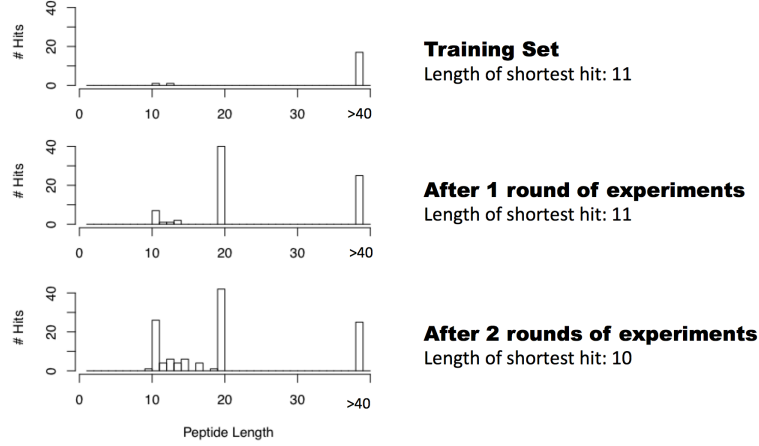 40
20
0
# Hits
0 10 20 30 >40
Training Set
Length of shortest hit: 11
40
20
0
# Hits
0 10 20 30 >40
After 1 round of experiments
Length of shortest hit: 11
40
20
0
# Hits
0 10 20 30 >40
After 2 rounds of experiments
Length of shortest hit: 10
Peptide Length